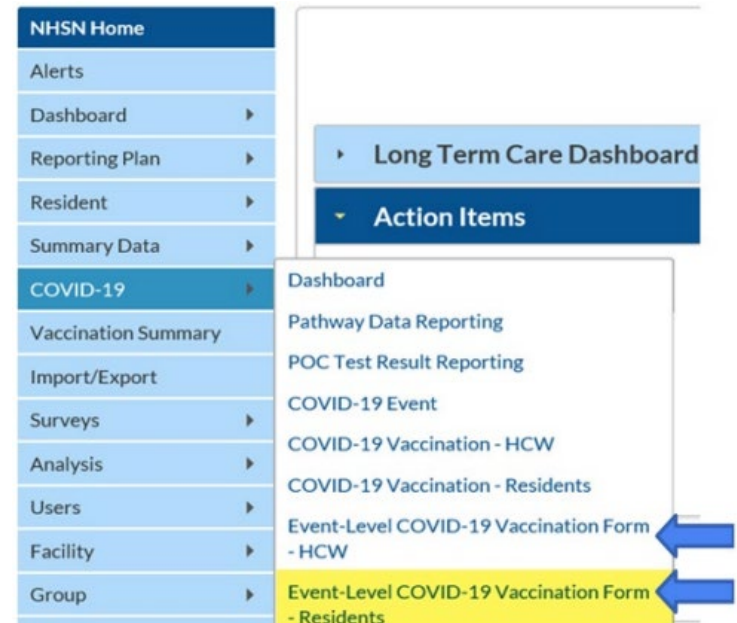 NHSN Home
Alerts
Dashboard
Reporting Plan
Resident
Summary Data
COVID-19
Vaccination Summary
Import/Export
Surveys
Analysis
Users
Facility
Group
Long Term Care Dashboard
Action Items
Dashboard
Pathway Data Reporting
POC Test Result Reporting
COVID-19 Event
COVID-19 Vaccination - HCW
COVID-19 Vaccination - Residents
Event-Level COVID-19 Vaccination Form
- HCW
Event-Level COVID-19 Vaccination Form
- Residents